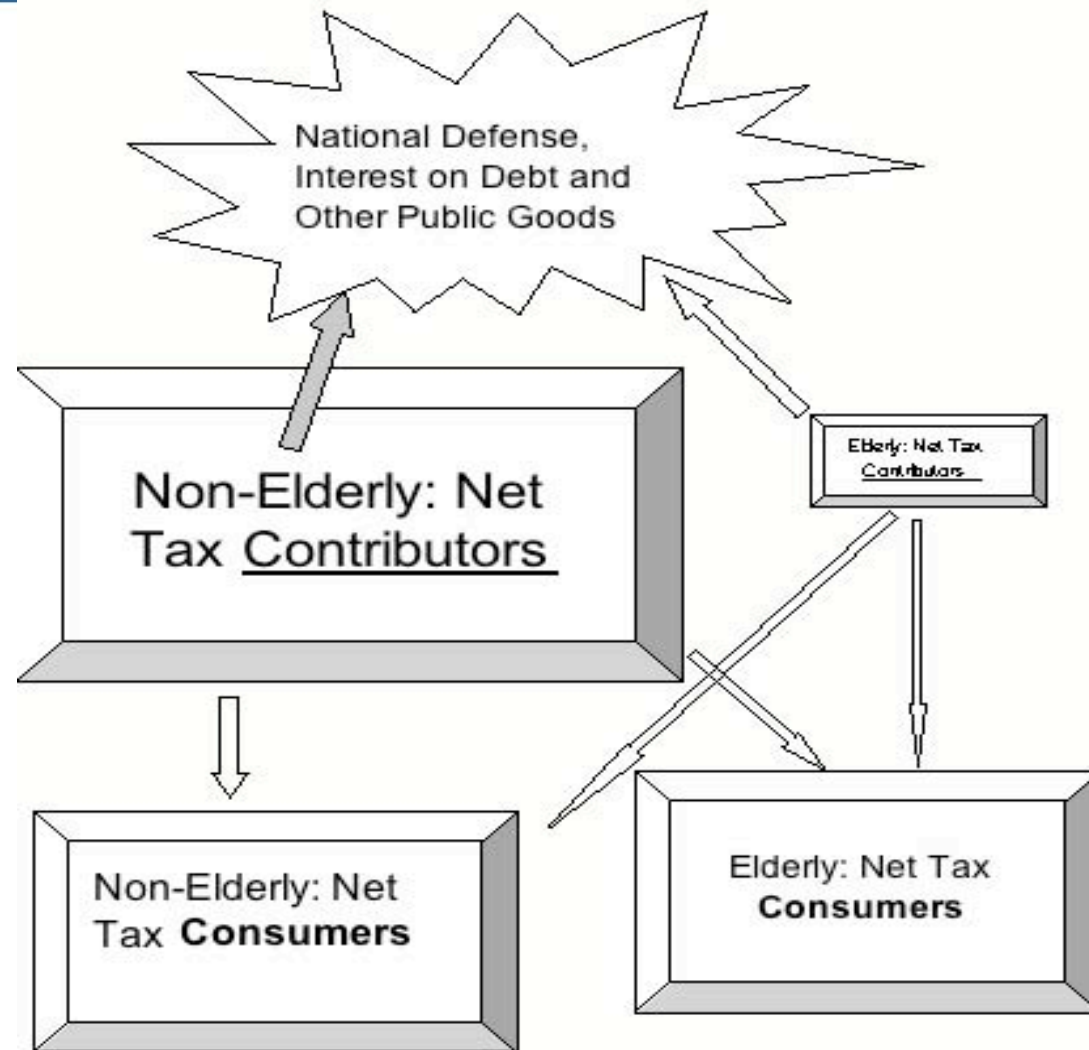 National Defense,
Interest on Debt and
Other Public Goods
Non-Elderly: Net
Tax Contributors
Elderly: Net Tax
Contributors
Non-Elderly: Net
Tax Consumers
Elderly: Net Tax
Consumers